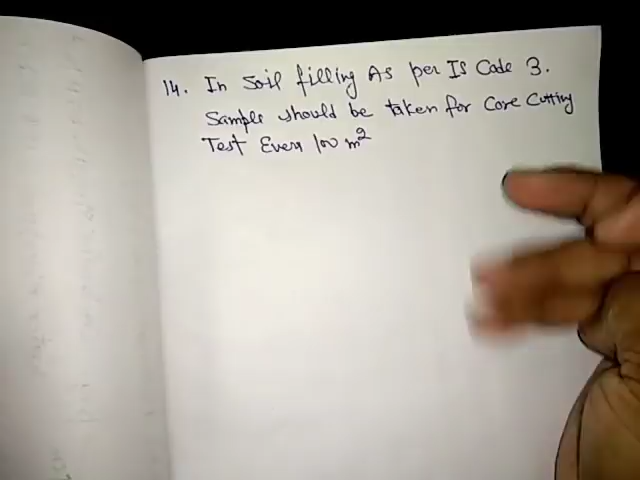 14. In Soil filling As per Is Code 3.
Sample should be taken for Core Cutting
Test Every 100 m²